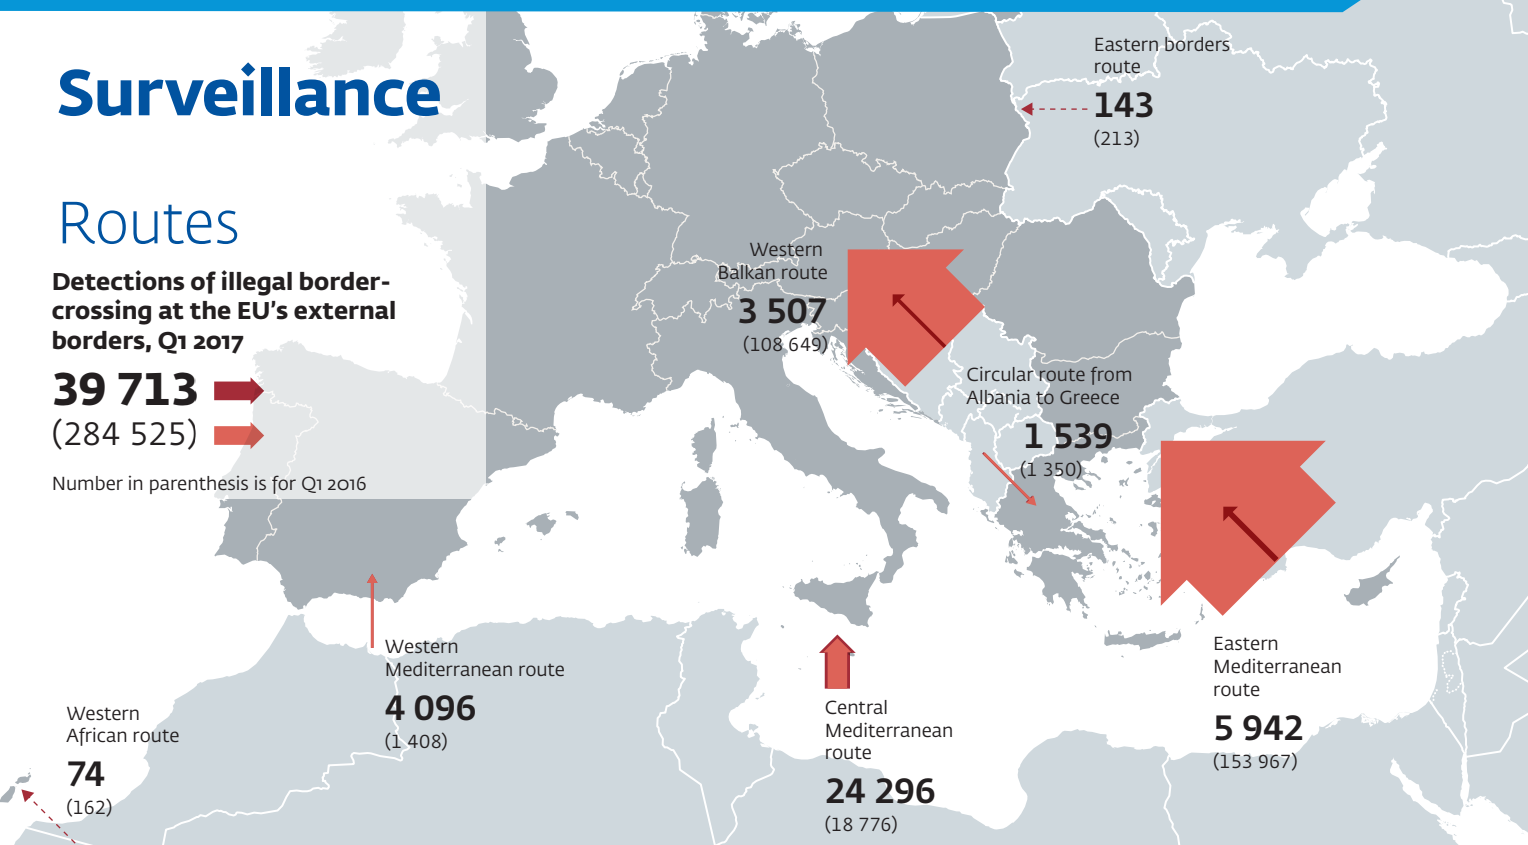 Surveillance
Routes
Detections of illegal border-
crossing at the EU's external
borders, Q1 2017
39 713
(284 525)
Number in parenthesis is for Q1 2016
Eastern borders
route
143
(213)
Western
Balkan route
3 507
(108 649)
Circular route from
Albania to Greece
1 539
(1 350)
Western
Mediterranean route
4 096
(1 408)
Western
African route
74
(162)
Central
Mediterranean
route
24 296
(18 776)
Eastern
Mediterranean
route
5 942
(153 967)